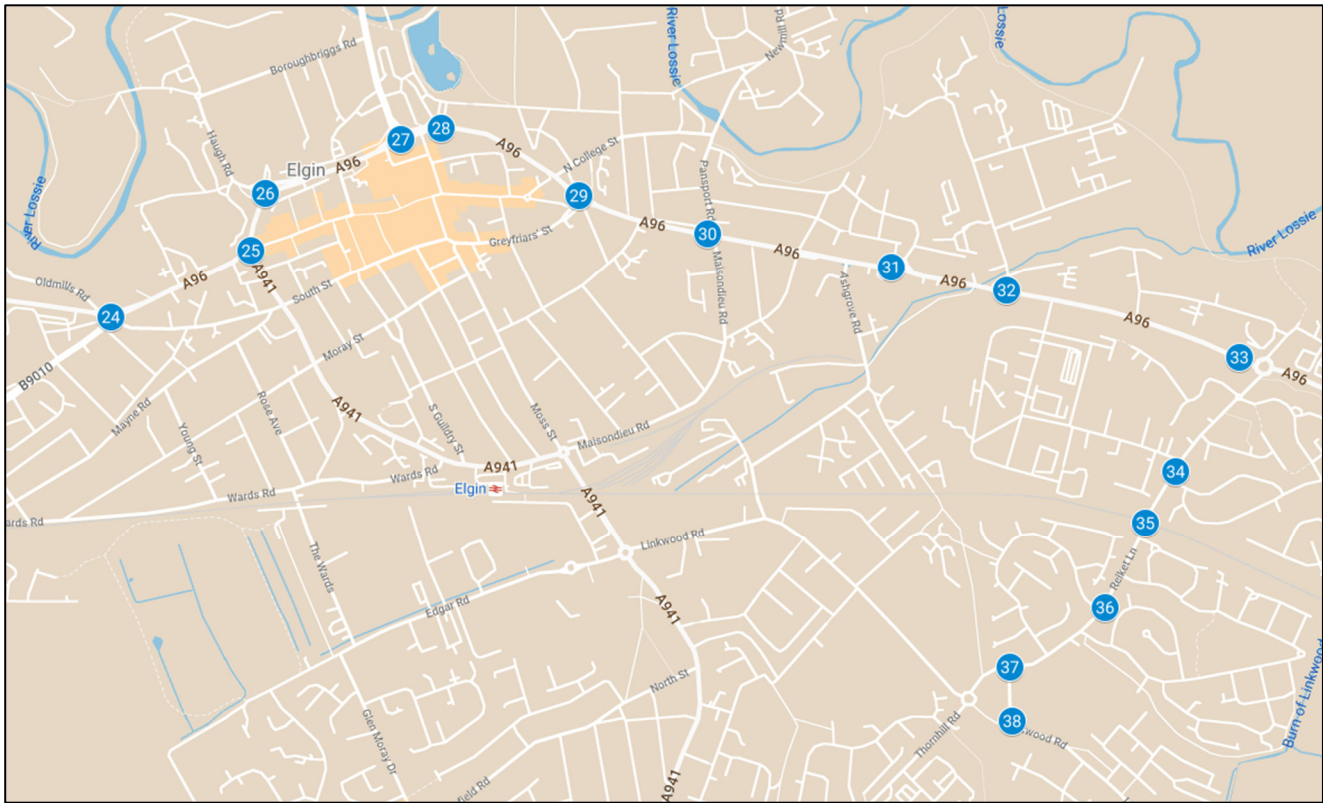 River Lossie
Lossie
Newmill Rd
Boroughbriggs Rd
27
28
A96
N College St
Haugh Rd
Elgin
A96
Pansport Rd
26
29
River Lossie
A96
30
25
Greyfriars' St
A96
River Lossie
31
A96
A941
Oldmills Rd
A96
South St
Maisondieu Rd
Ashgrove Rd
32
24
A96
Moray St
33
B9010
A96
Mayne Rd
Rose Ave
A941
S Guildry St
Moss St
Young St
Maisondieu Rd
A941
Wards Rd
34
Elgin
Wards Rd
ards Rd
A941
35
Linkwood Rd
The Wards
Reiket Ln
Edgar Rd
A941
36
37
North St
Burn of Linkwood
Thornhill Rd
38
wood Rd
Glen Moray Dr
field Rd
A941